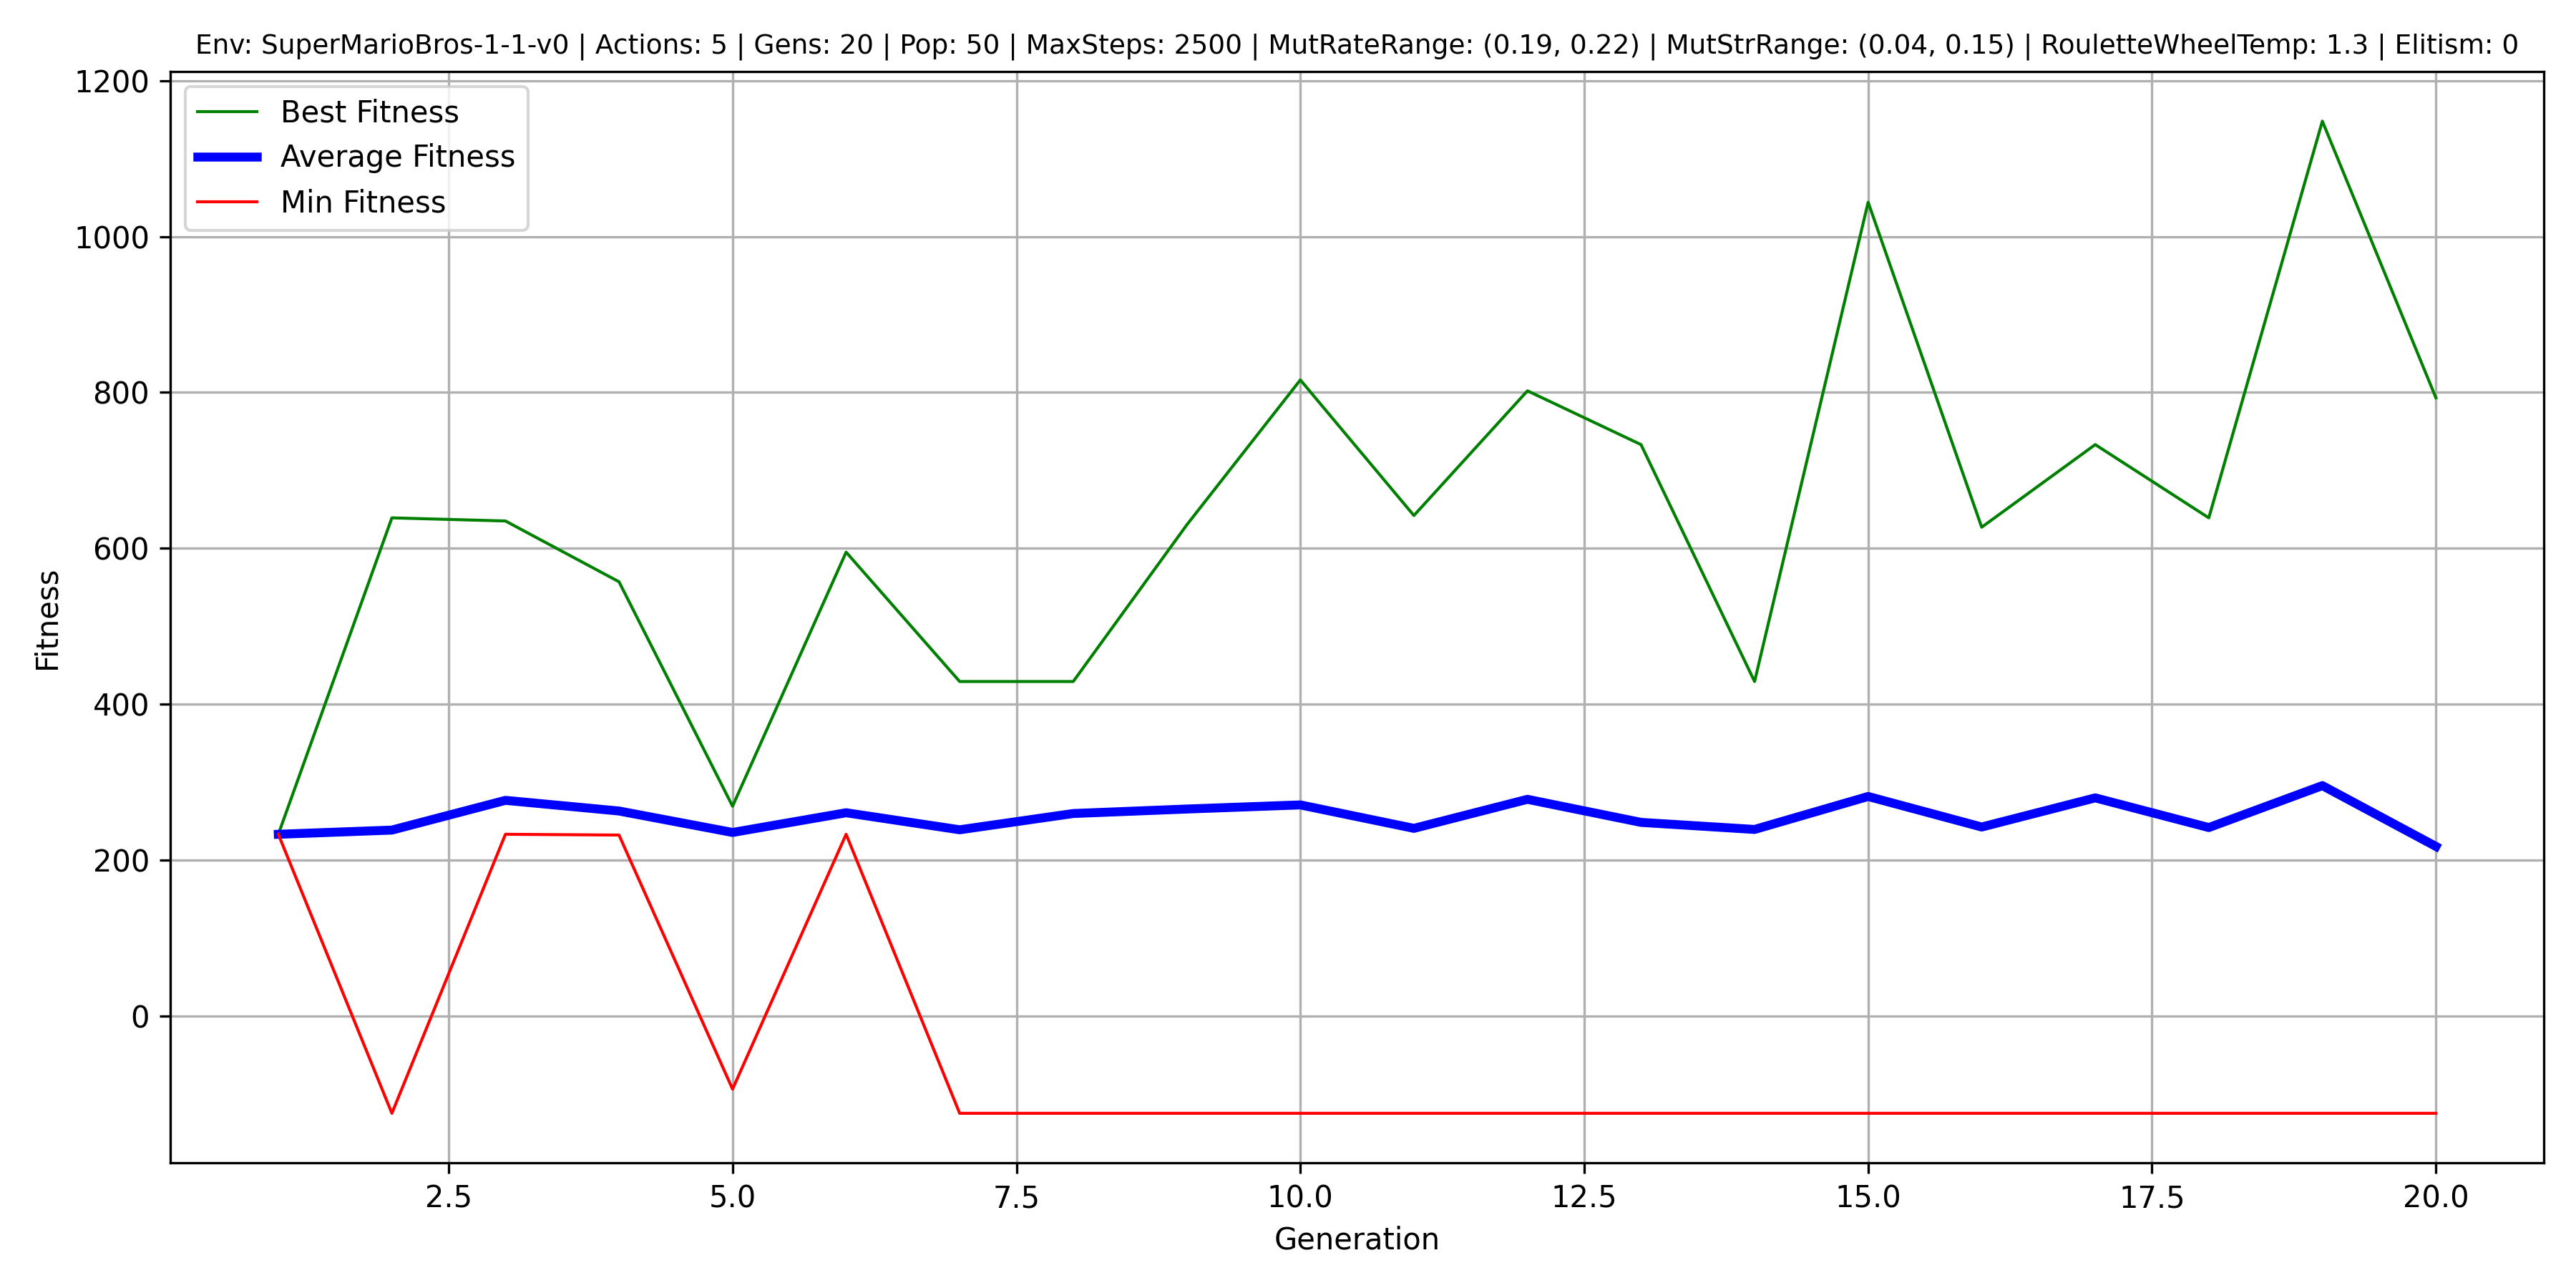 Env: SuperMarioBros-1-1-v0 | Actions: 5 | Gens: 20 | Pop: 50 | MaxSteps: 2500 | MutRateRange: (0.19, 0.22) | MutStrRange: (0.04, 0.15) | RouletteWheelTemp: 1.3 | Elitism: 0
Best Fitness
Average Fitness
Min Fitness
Fitness
1200
1000
800
600
400
200
0
2.5 5.0 7.5 10.0 12.5 15.0 17.5 20.0
Generation